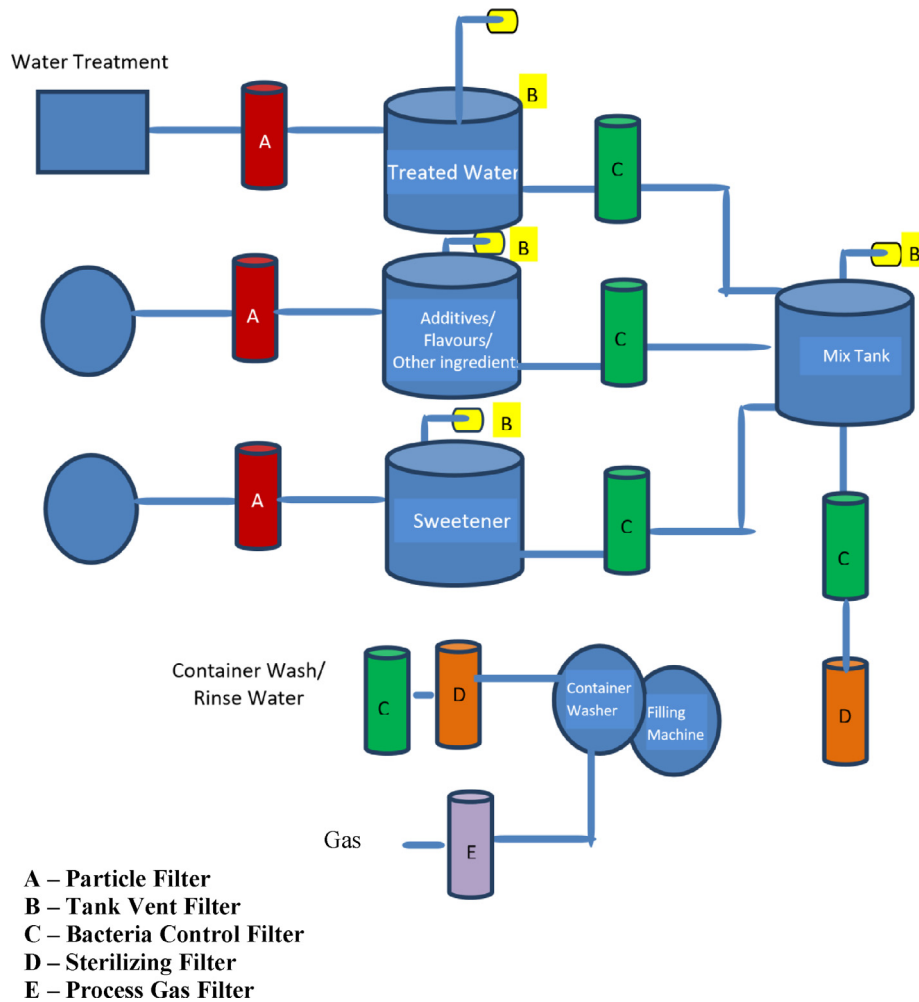 Water Treatment
A
B
Treated Water
C
B
A
Additives/
Flavours/
Other ingredients
C
B
Mix Tank
B
A
Sweetener
C
C
Container Wash/
Rinse Water
C
D
Container
Washer
Filling
Machine
D
Gas
E
A – Particle Filter
B – Tank Vent Filter
C – Bacteria Control Filter
D – Sterilizing Filter
E – Process Gas Filter